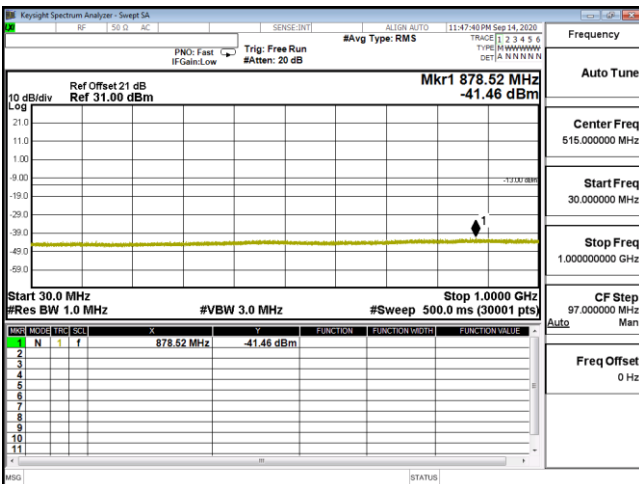 Keysight Spectrum Analyzer - Swept SA
RF 50 Ω AC SENSE:INT ALIGN AUTO 11:47:40 PM Sep 14, 2020
#Avg Type: RMS TRACE 1 2 3 4 5 6
PNO: Fast Trig: Free Run TYPE M WWWWW
IFGain:Low #Atten: 20 dB DET A N N N N N
Ref Offset 21 dB Mkr1 878.52 MHz
10 dB/div Ref 31.00 dBm -41.46 dBm
Log
21.0
11.0
1.00
-9.00
-13.00 dBm
-19.0
-29.0
1
-39.0
-49.0
-59.0
Start 30.0 MHz Stop 1.0000 GHz
#Res BW 1.0 MHz #VBW 3.0 MHz #Sweep 500.0 ms (30001 pts)
MKR MODE TRC SCL X Y FUNCTION FUNCTION WIDTH FUNCTION VALUE
1 N 1 f 878.52 MHz -41.46 dBm
2
3
4
5
6
7
8
9
10
11
MSG STATUS
Frequency
Auto Tune
Center Freq
515.000000 MHz
Start Freq
30.000000 MHz
Stop Freq
1.000000000 GHz
CF Step
97.000000 MHz
Auto Man
Freq Offset
0 Hz